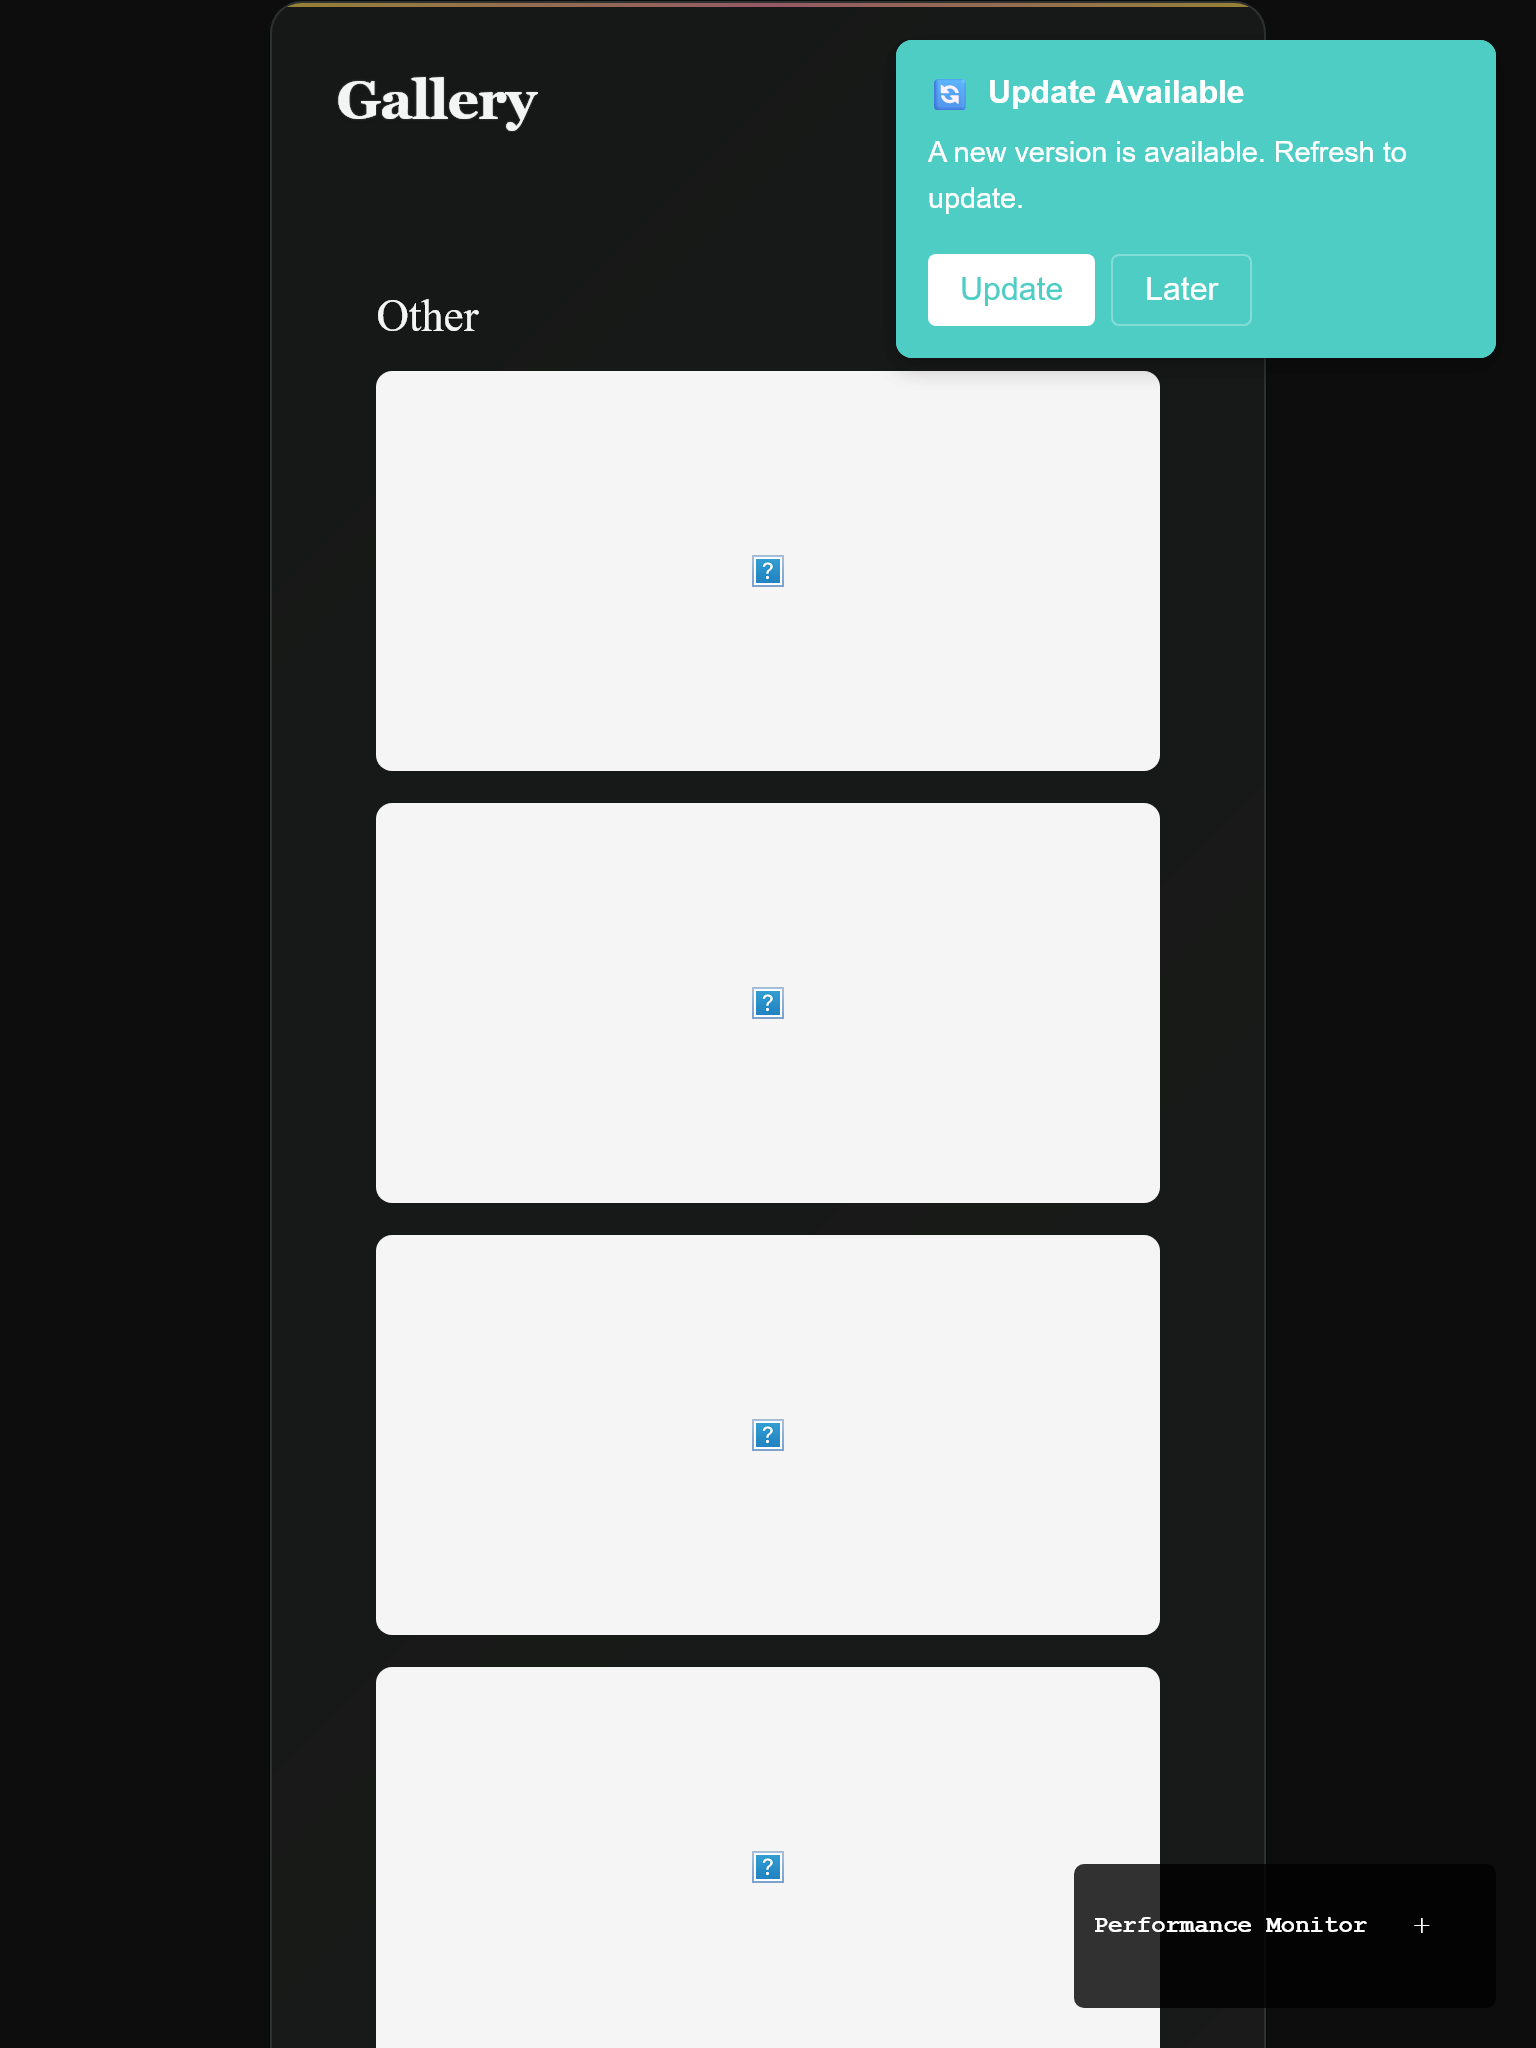 Gallery
Update Available
A new version is available. Refresh to
update.
Update
Later
Other
?
?
?
?
Performance Monitor +